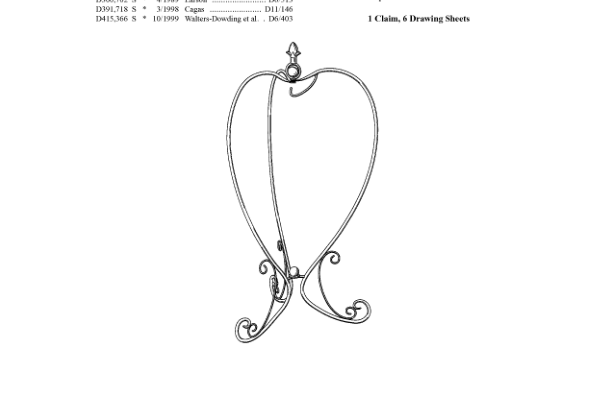 D391,718 S * 3/1998 Cagas ..................... D11/146
D415,366 S * 10/1999 Walters-Dowding et al. . D6/403
1 Claim, 6 Drawing Sheets